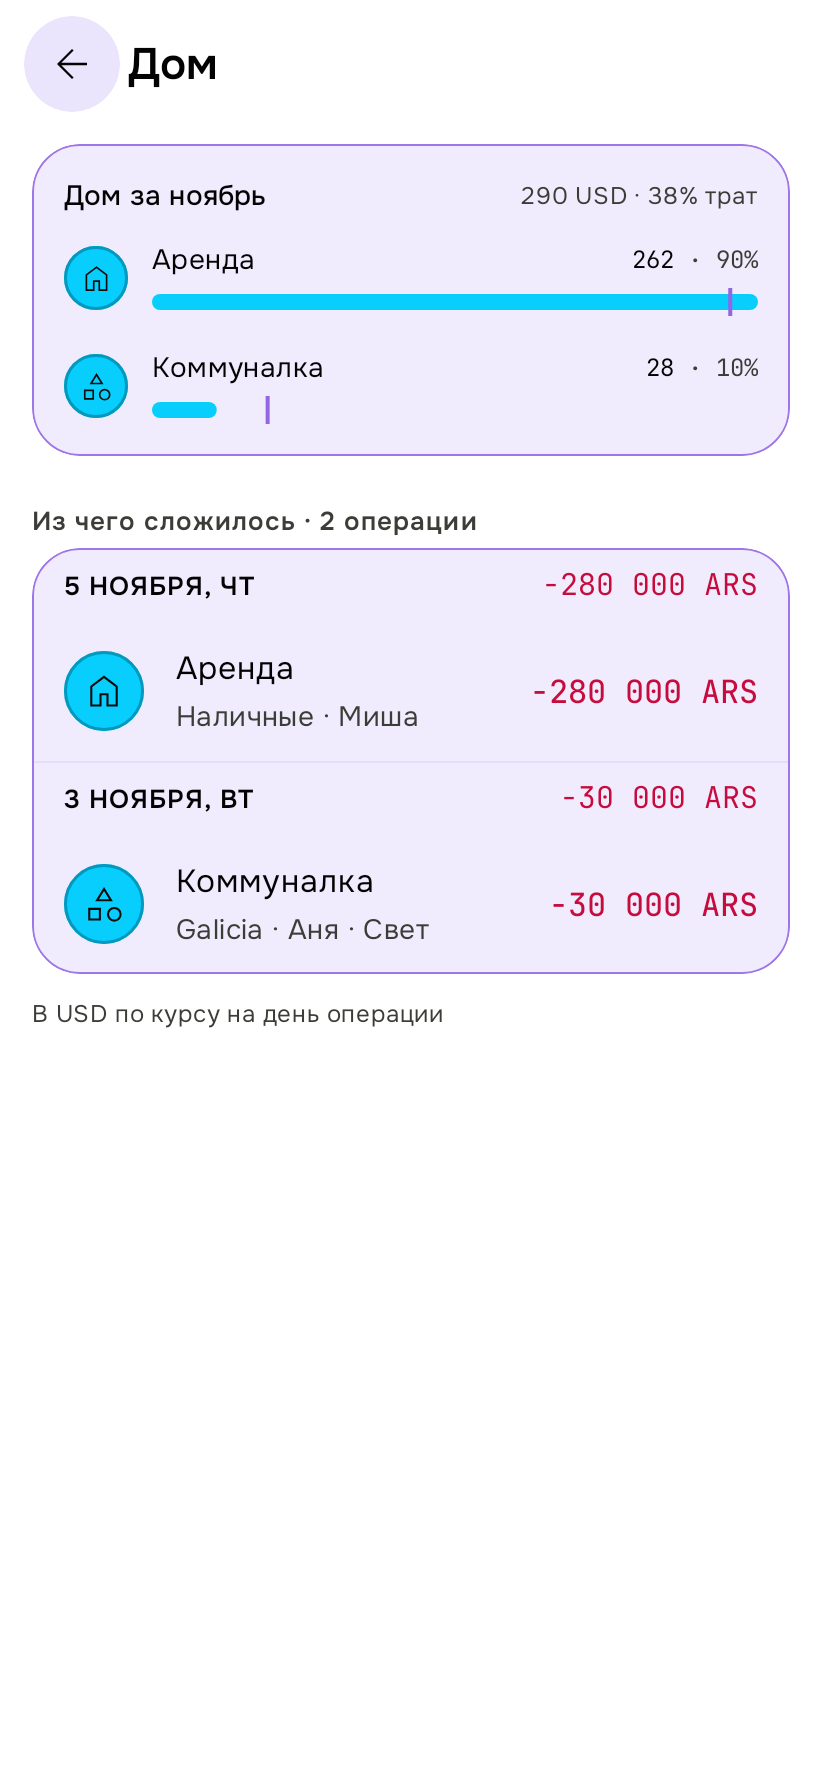 Дом
Дом за ноябрь 290 USD · 38% трат
Аренда 262 · 90%
Коммуналка 28 · 10%
Из чего сложилось · 2 операции
5 НОЯБРЯ, ЧТ -280 000 ARS
Аренда
Наличные · Миша -280 000 ARS
3 НОЯБРЯ, ВТ -30 000 ARS
Коммуналка
Galicia · Аня · Свет -30 000 ARS
В USD по курсу на день операции